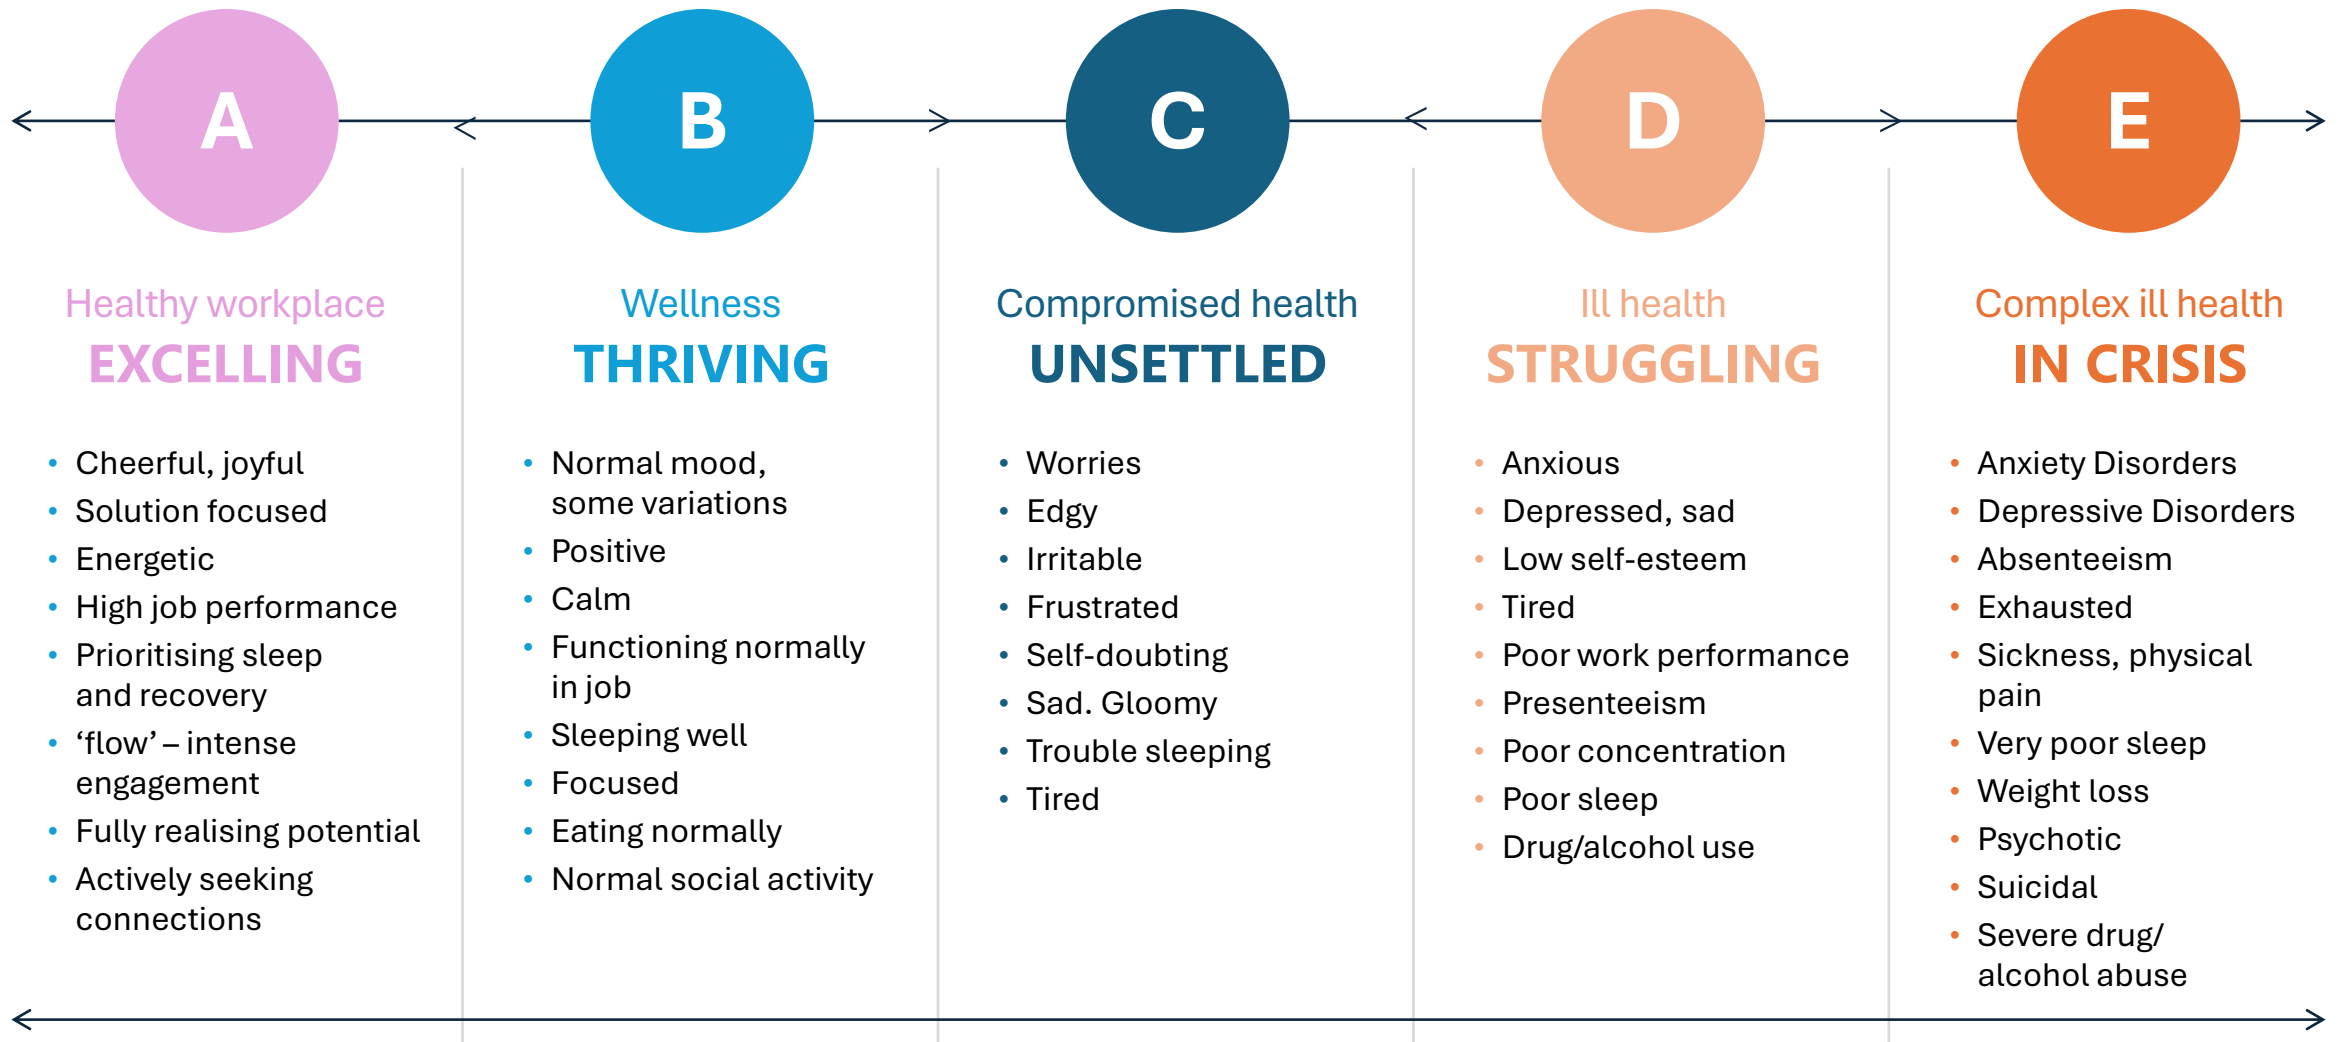 A
B
C
D
E
Healthy workplace
EXCELLING
• Cheerful, joyful
• Solution focused
• Energetic
• High job performance
• Prioritising sleep
and recovery
• ‘flow’ – intense
engagement
• Fully realising potential
• Actively seeking
connections
Wellness
THRIVING
• Normal mood,
some variations
• Positive
• Calm
• Functioning normally
in job
• Sleeping well
• Focused
• Eating normally
• Normal social activity
Compromised health
UNSETTLED
• Worries
• Edgy
• Irritable
• Frustrated
• Self-doubting
• Sad. Gloomy
• Trouble sleeping
• Tired
Ill health
STRUGGLING
• Anxious
• Depressed, sad
• Low self-esteem
• Tired
• Poor work performance
• Presenteeism
• Poor concentration
• Poor sleep
• Drug/alcohol use
Complex ill health
IN CRISIS
• Anxiety Disorders
• Depressive Disorders
• Absenteeism
• Exhausted
• Sickness, physical
pain
• Very poor sleep
• Weight loss
• Psychotic
• Suicidal
• Severe drug/
alcohol abuse